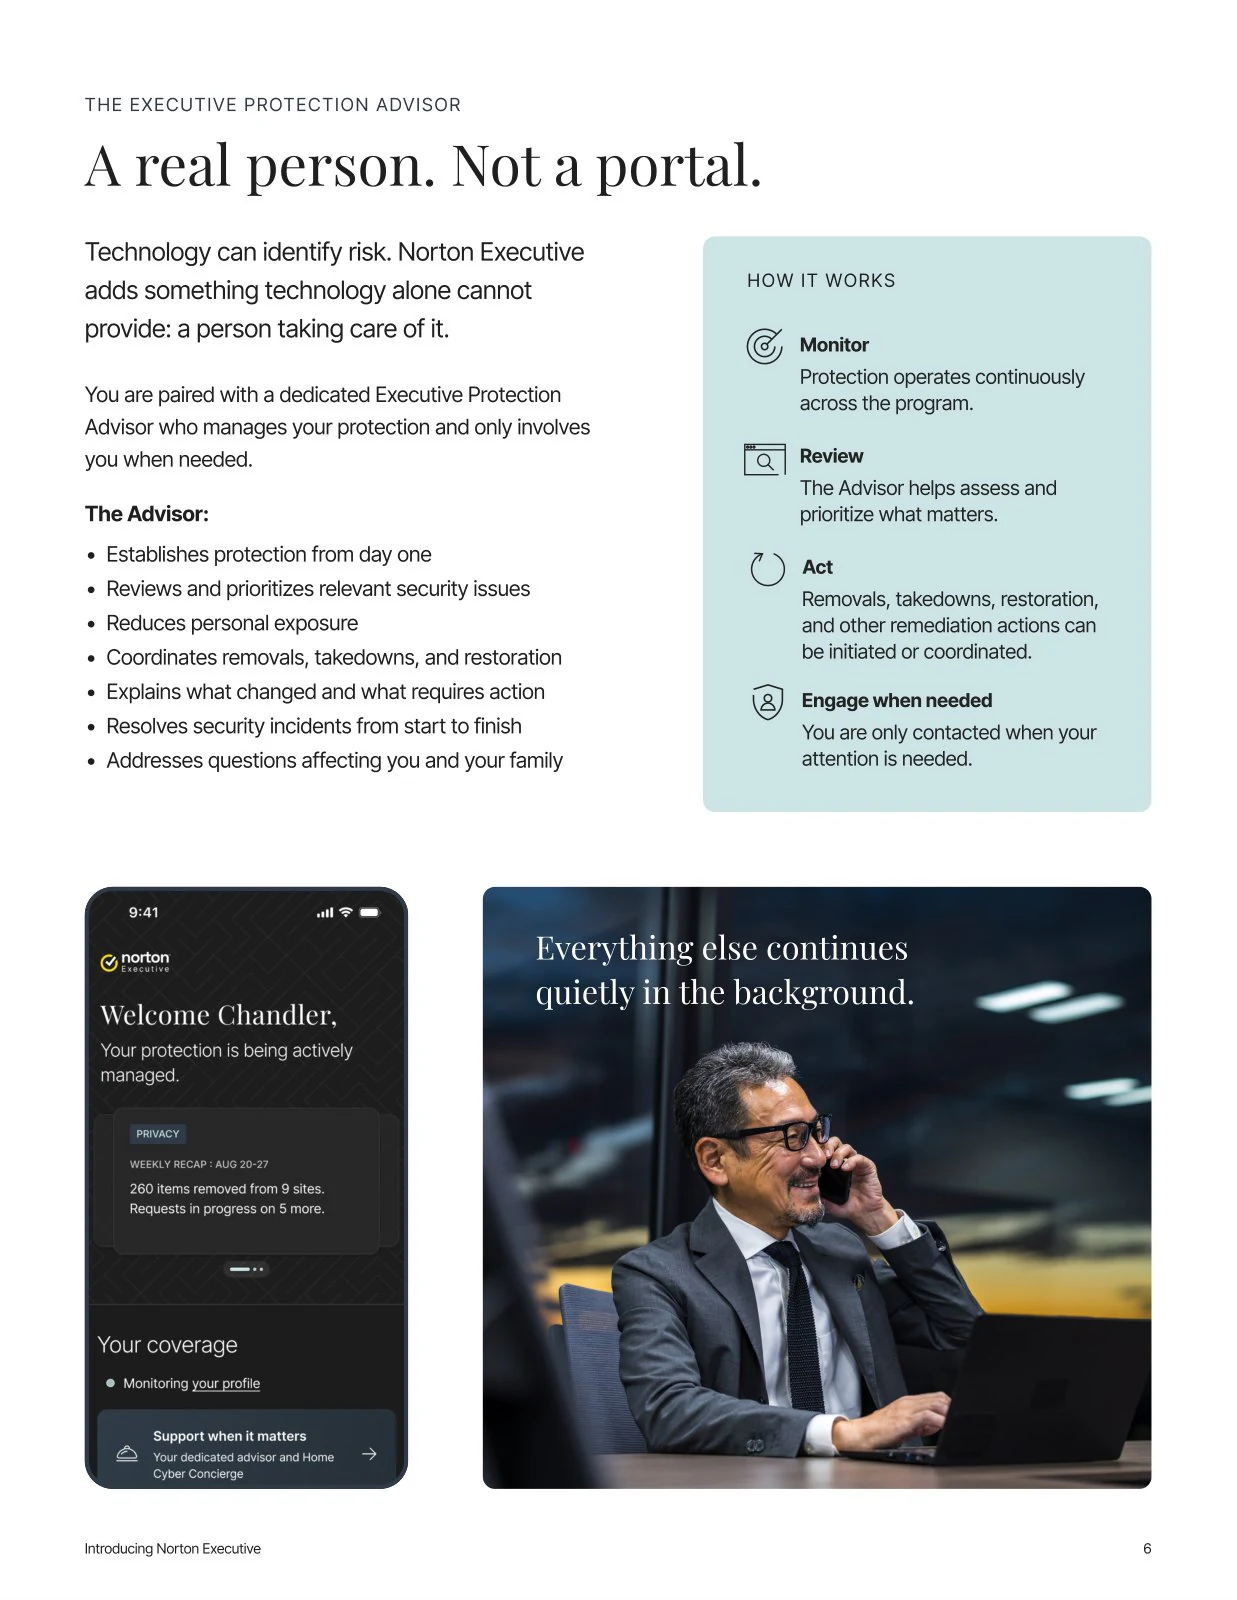 THE EXECUTIVE PROTECTION ADVISOR
A real person. Not a portal.
Technology can identify risk. Norton Executive
adds something technology alone cannot
provide: a person taking care of it.
You are paired with a dedicated Executive Protection
Advisor who manages your protection and only involves
you when needed.
The Advisor:
• Establishes protection from day one
• Reviews and prioritizes relevant security issues
• Reduces personal exposure
• Coordinates removals, takedowns, and restoration
• Explains what changed and what requires action
• Resolves security incidents from start to finish
• Addresses questions affecting you and your family
HOW IT WORKS
Monitor
Protection operates continuously
across the program.
Review
The Advisor helps assess and
prioritize what matters.
Act
Removals, takedowns, restoration,
and other remediation actions can
be initiated or coordinated.
Engage when needed
You are only contacted when your
attention is needed.
9:41
norton
Executive
Welcome Chandler,
Your protection is being actively
managed.
PRIVACY
WEEKLY RECAP : AUG 20-27
260 items removed from 9 sites.
Requests in progress on 5 more.
Your coverage
Monitoring your profile
Support when it matters
Your dedicated advisor and Home
Cyber Concierge
Everything else continues
quietly in the background.
Introducing Norton Executive
6